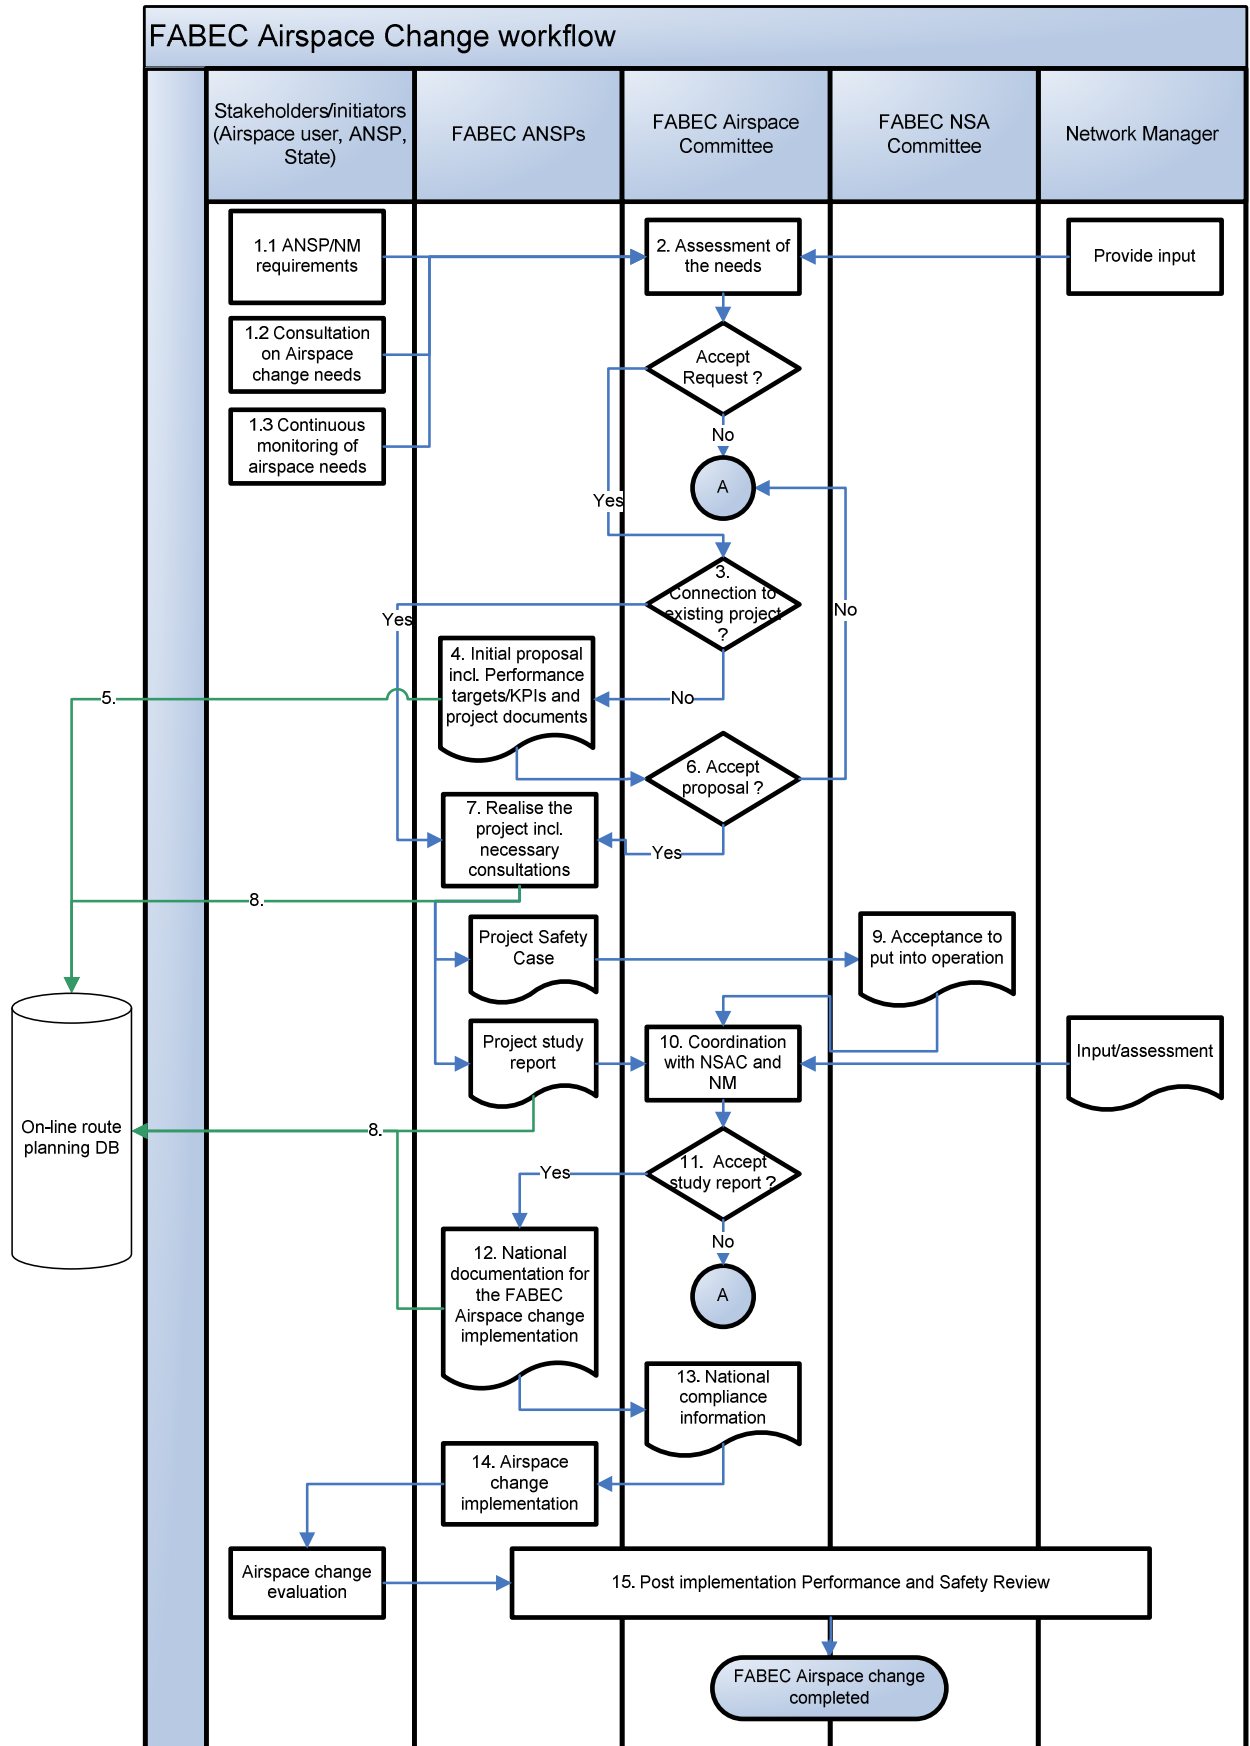 FABEC Airspace Change workflow
Stakeholders/initiators
(Airspace user, ANSP,
State)
FABEC ANSPs
FABEC Airspace
Committee
FABEC NSA
Committee
Network Manager
1.1 ANSP/NM
requirements
2. Assessment of
the needs
Provide input
1.2 Consultation
on Airspace
change needs
Accept
Request ?
1.3 Continuous
monitoring of
airspace needs
No
A
Yes
3.
Connection to
existing project
?
No
Yes
4. Initial proposal
incl. Performance
targets/KPIs and
project documents
5.
No
6. Accept
proposal ?
7. Realise the
project incl.
necessary
consultations
Yes
8.
Project Safety
Case
9. Acceptance to
put into operation
Project study
report
10. Coordination
with NSAC and
NM
Input/assessment
On-line route
planning DB
8.
11. Accept
study report ?
Yes
No
12. National
documentation for
the FABEC
Airspace change
implementation
A
13. National
compliance
information
14. Airspace
change
implementation
Airspace change
evaluation
15. Post implementation Performance and Safety Review
FABEC Airspace change
completed